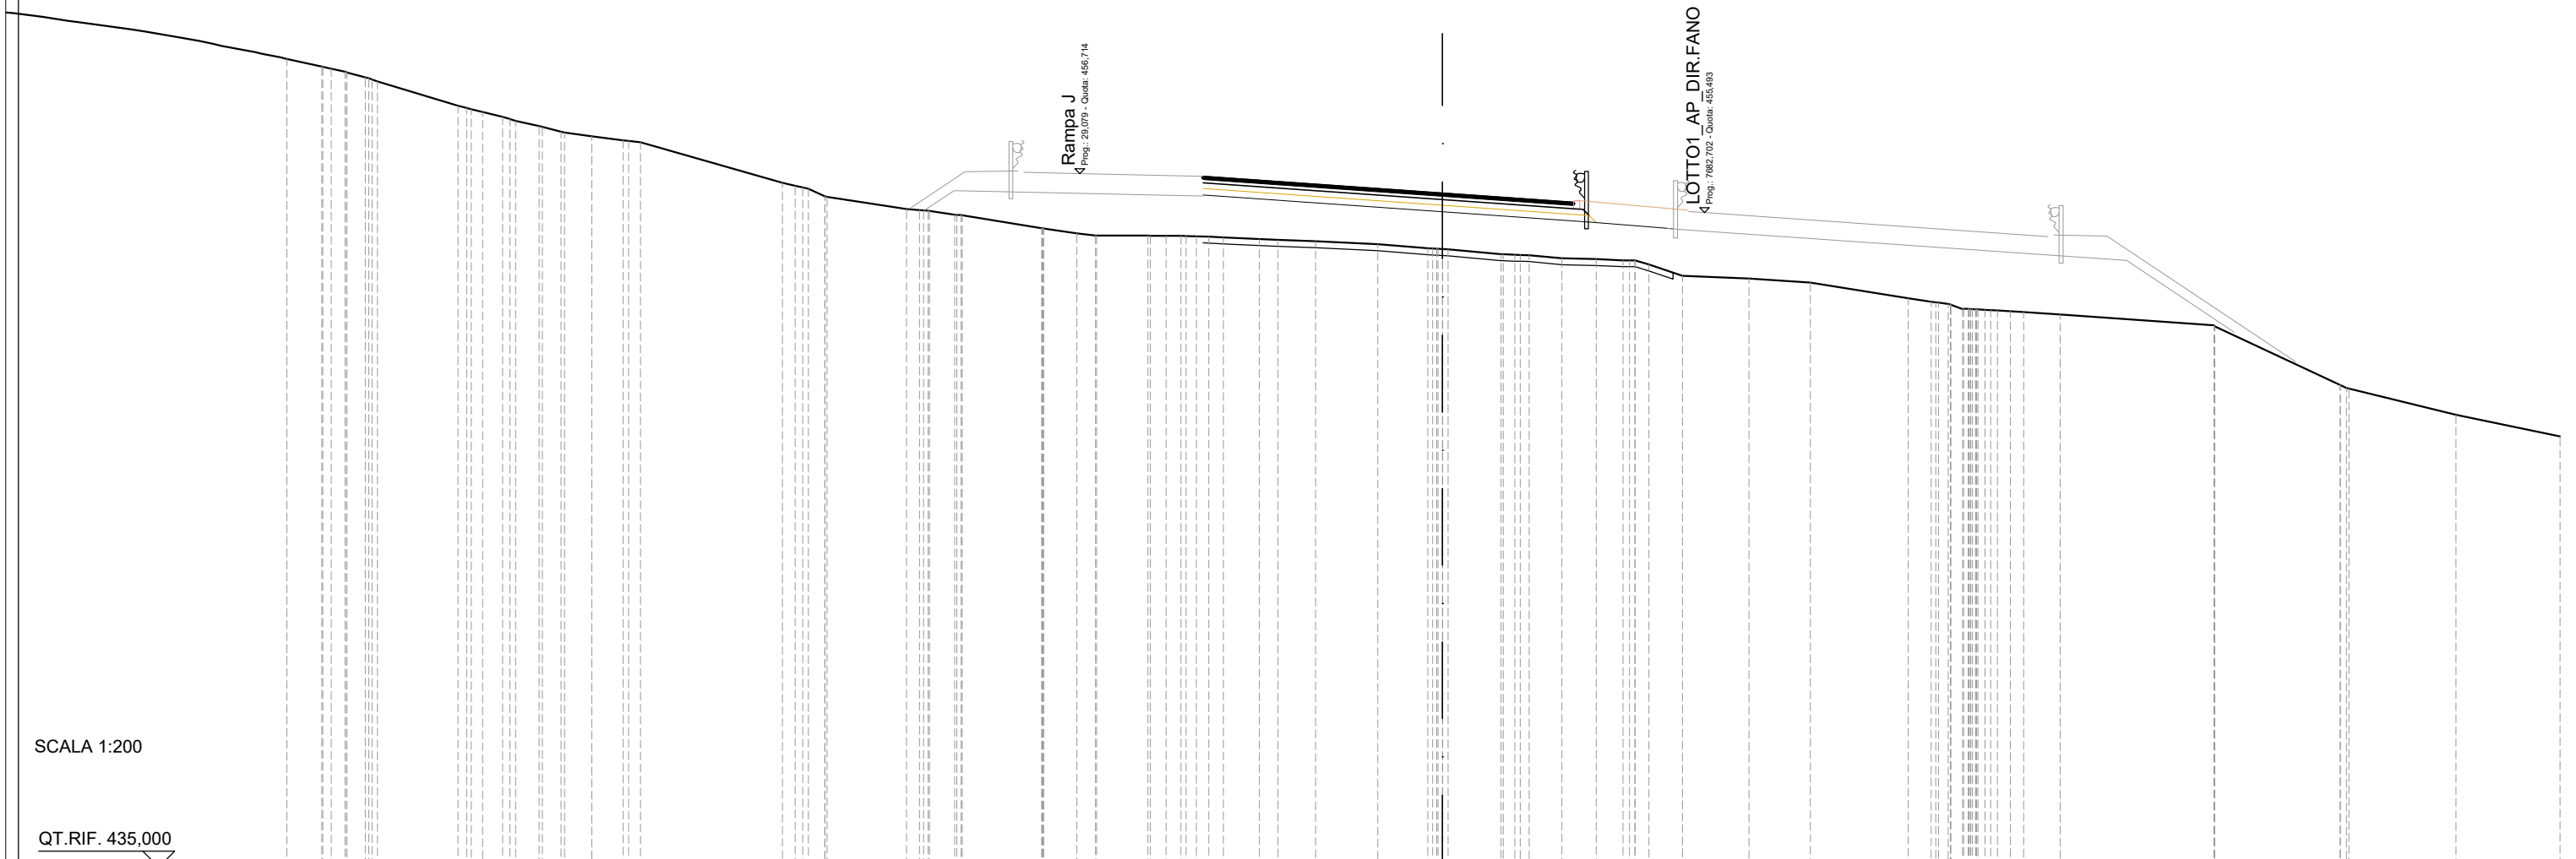 Rampa J
Prog.: 29,079 - Quota: 456,714
LOTTO1_AP_DIR.FANO
Prog.: 7682,702 - Quota: 455,493
SCALA 1:200
QT.RIF. 435,000